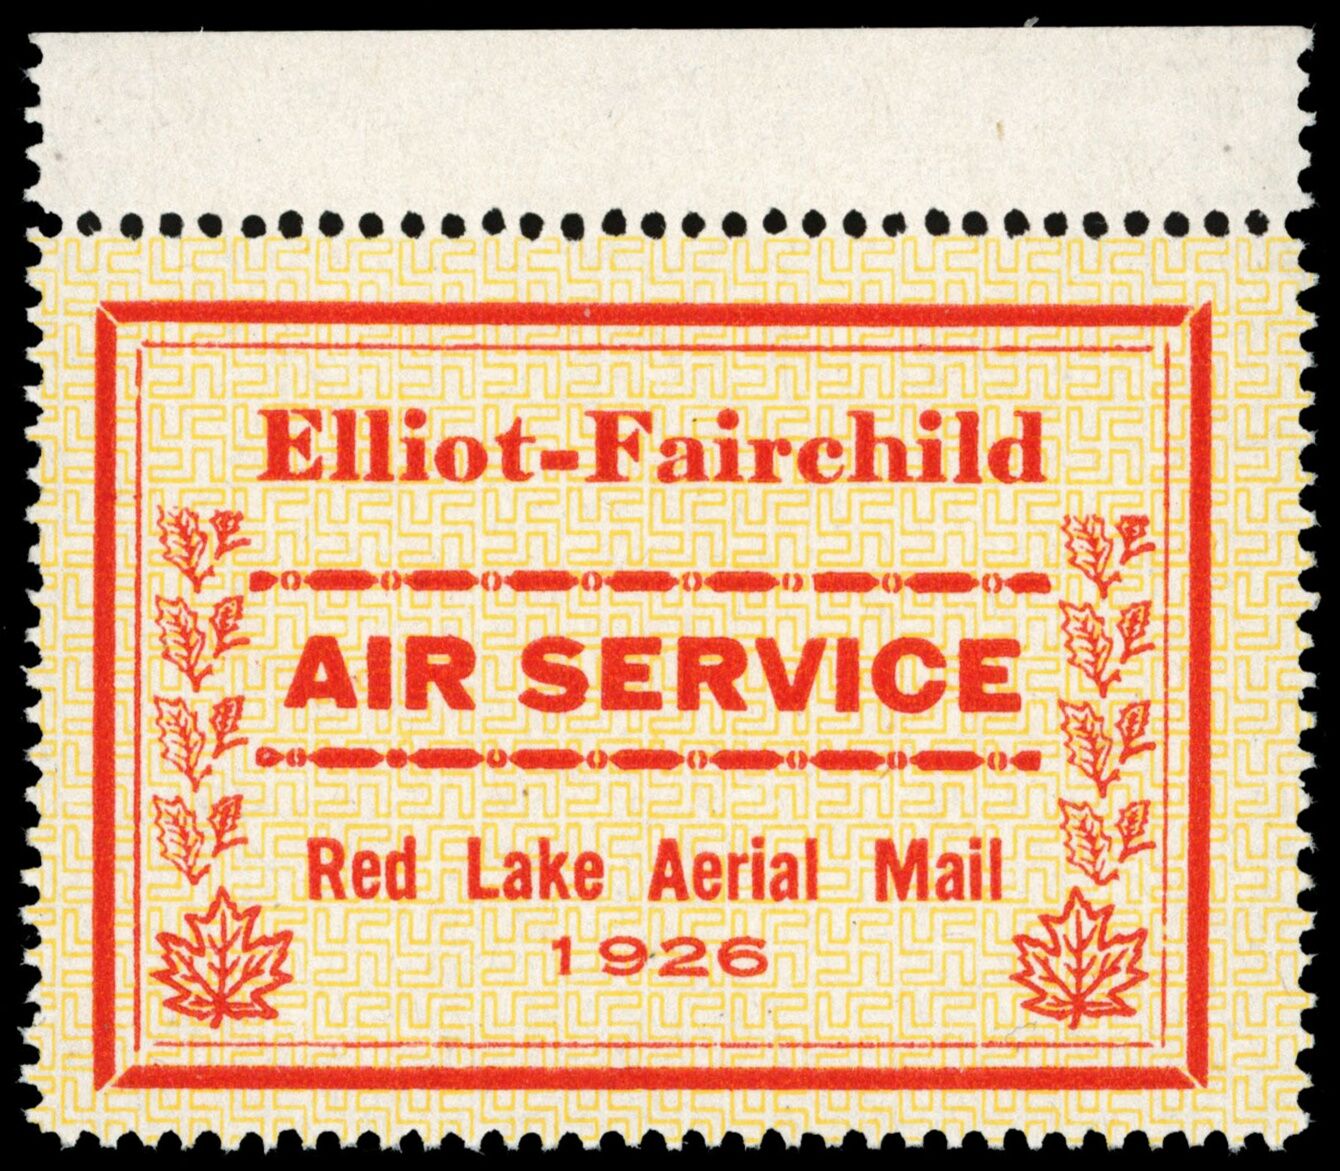 Elliot-Fairchild
AIR SERVICE
Red Lake Aerial Mail
1926